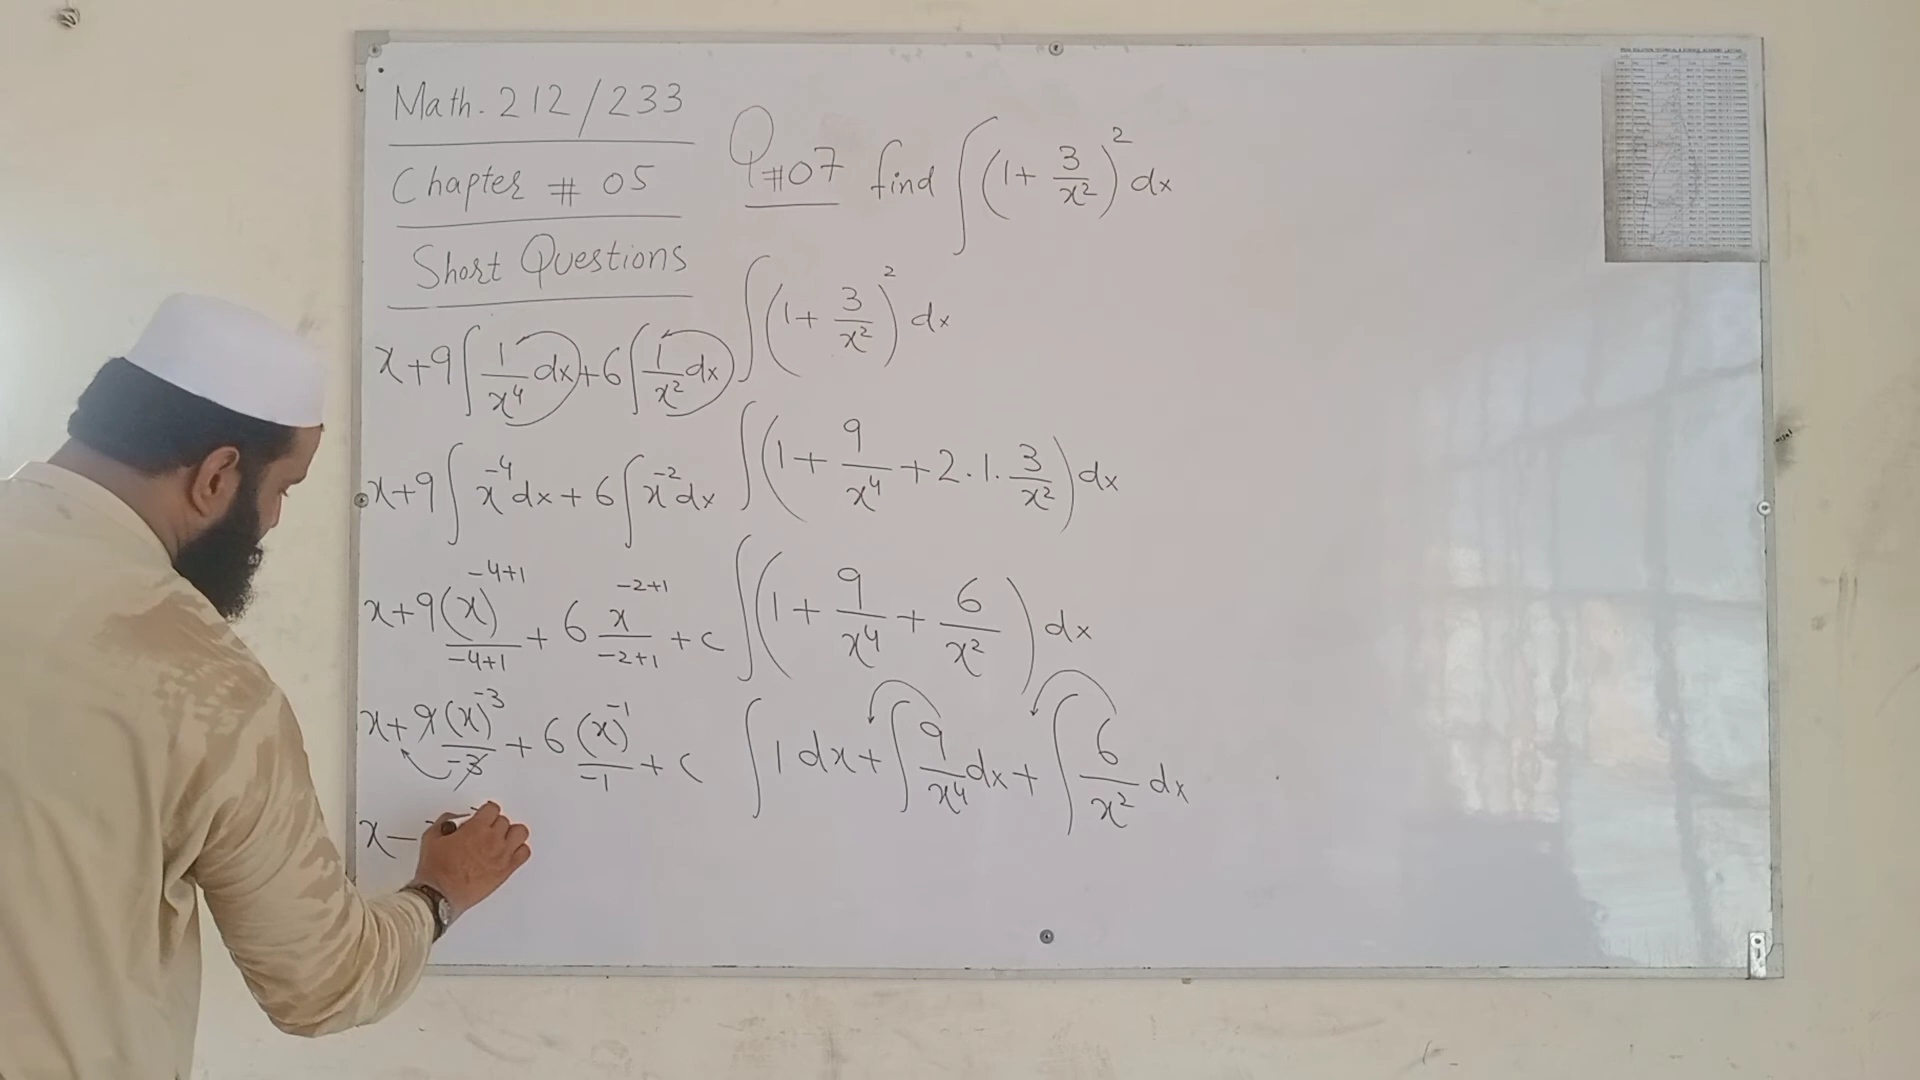 Math. 212/233
Chapter # 05
Short Questions
Q#07 find ∫(1 + 3/x²)² dx
∫(1 + 3/x²)² dx
∫(1 + 9/x⁴ + 2.1. 3/x²) dx
∫(1 + 9/x⁴ + 6/x²) dx
∫1 dx + ∫9/x⁴ dx + ∫6/x² dx
x + 9∫1/x⁴ dx + 6∫1/x² dx
x + 9∫x⁻⁴ dx + 6∫x⁻² dx
x + 9(x)⁻⁴⁺¹/-4+1 + 6 x⁻²⁺¹/-2+1 + c
x + 9(x)⁻³/-3 + 6(x)⁻¹/-1 + c
x –